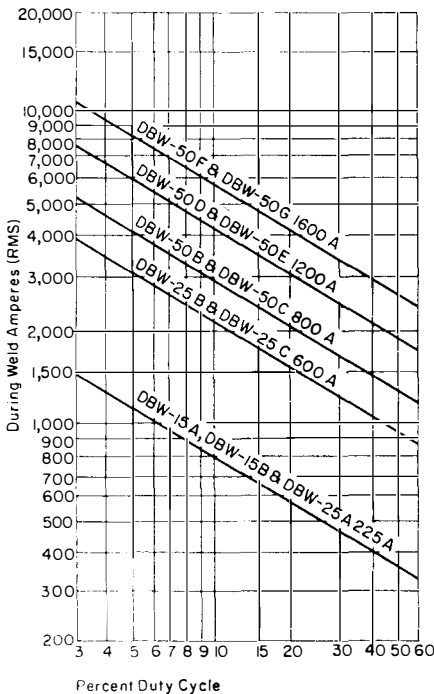 20,000
15,000
10,000
9,000
8,000
7,000
6,000
5,000
4,000
3,000
2,000
1,500
1,000
900
800
700
600
500
400
300
200
During Weld Amperes (RMS)
DBW-50F & DBW-50G 1600 A
DBW-50D & DBW-50E 1200 A
DBW-50B & DBW-50C 800 A
DBW-25B & DBW-25C 600 A
DBW-15A, DBW-15B & DBW-25A 225A
3 4 5 6 7 8 9 10 15 20 30 40 50 60
Percent Duty Cycle